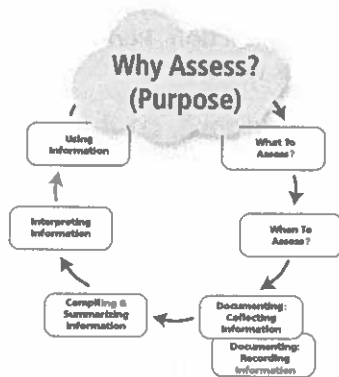 Why Assess?
(Purpose)
What To
Assess?
When To
Assess?
Documenting:
Collecting
Information
Documenting:
Recording
Information
Compiling &
Summarizing
Information
Interpreting
Information
Using
Information